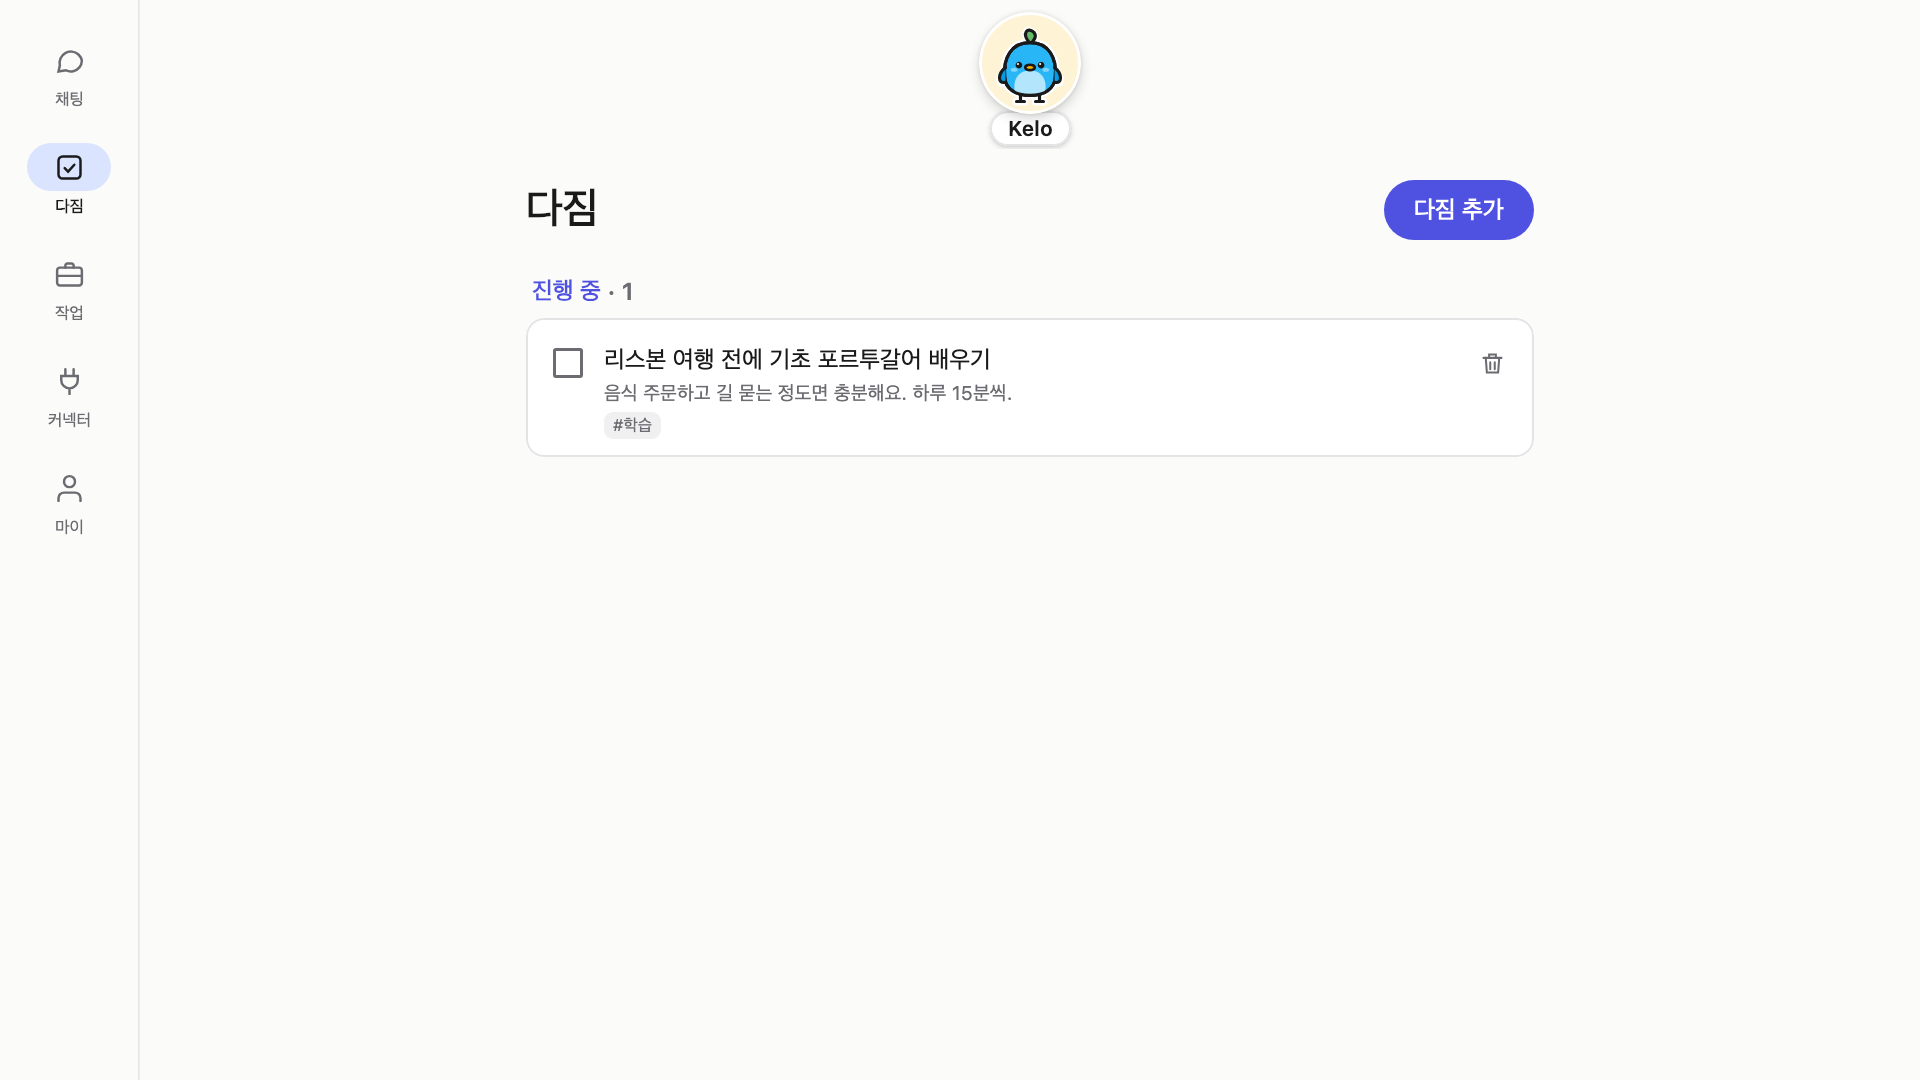 채팅
다짐
작업
커넥터
마이
Kelo
다짐
다짐 추가
진행 중 · 1
리스본 여행 전에 기초 포르투갈어 배우기
음식 주문하고 길 묻는 정도면 충분해요. 하루 15분씩.
#학습